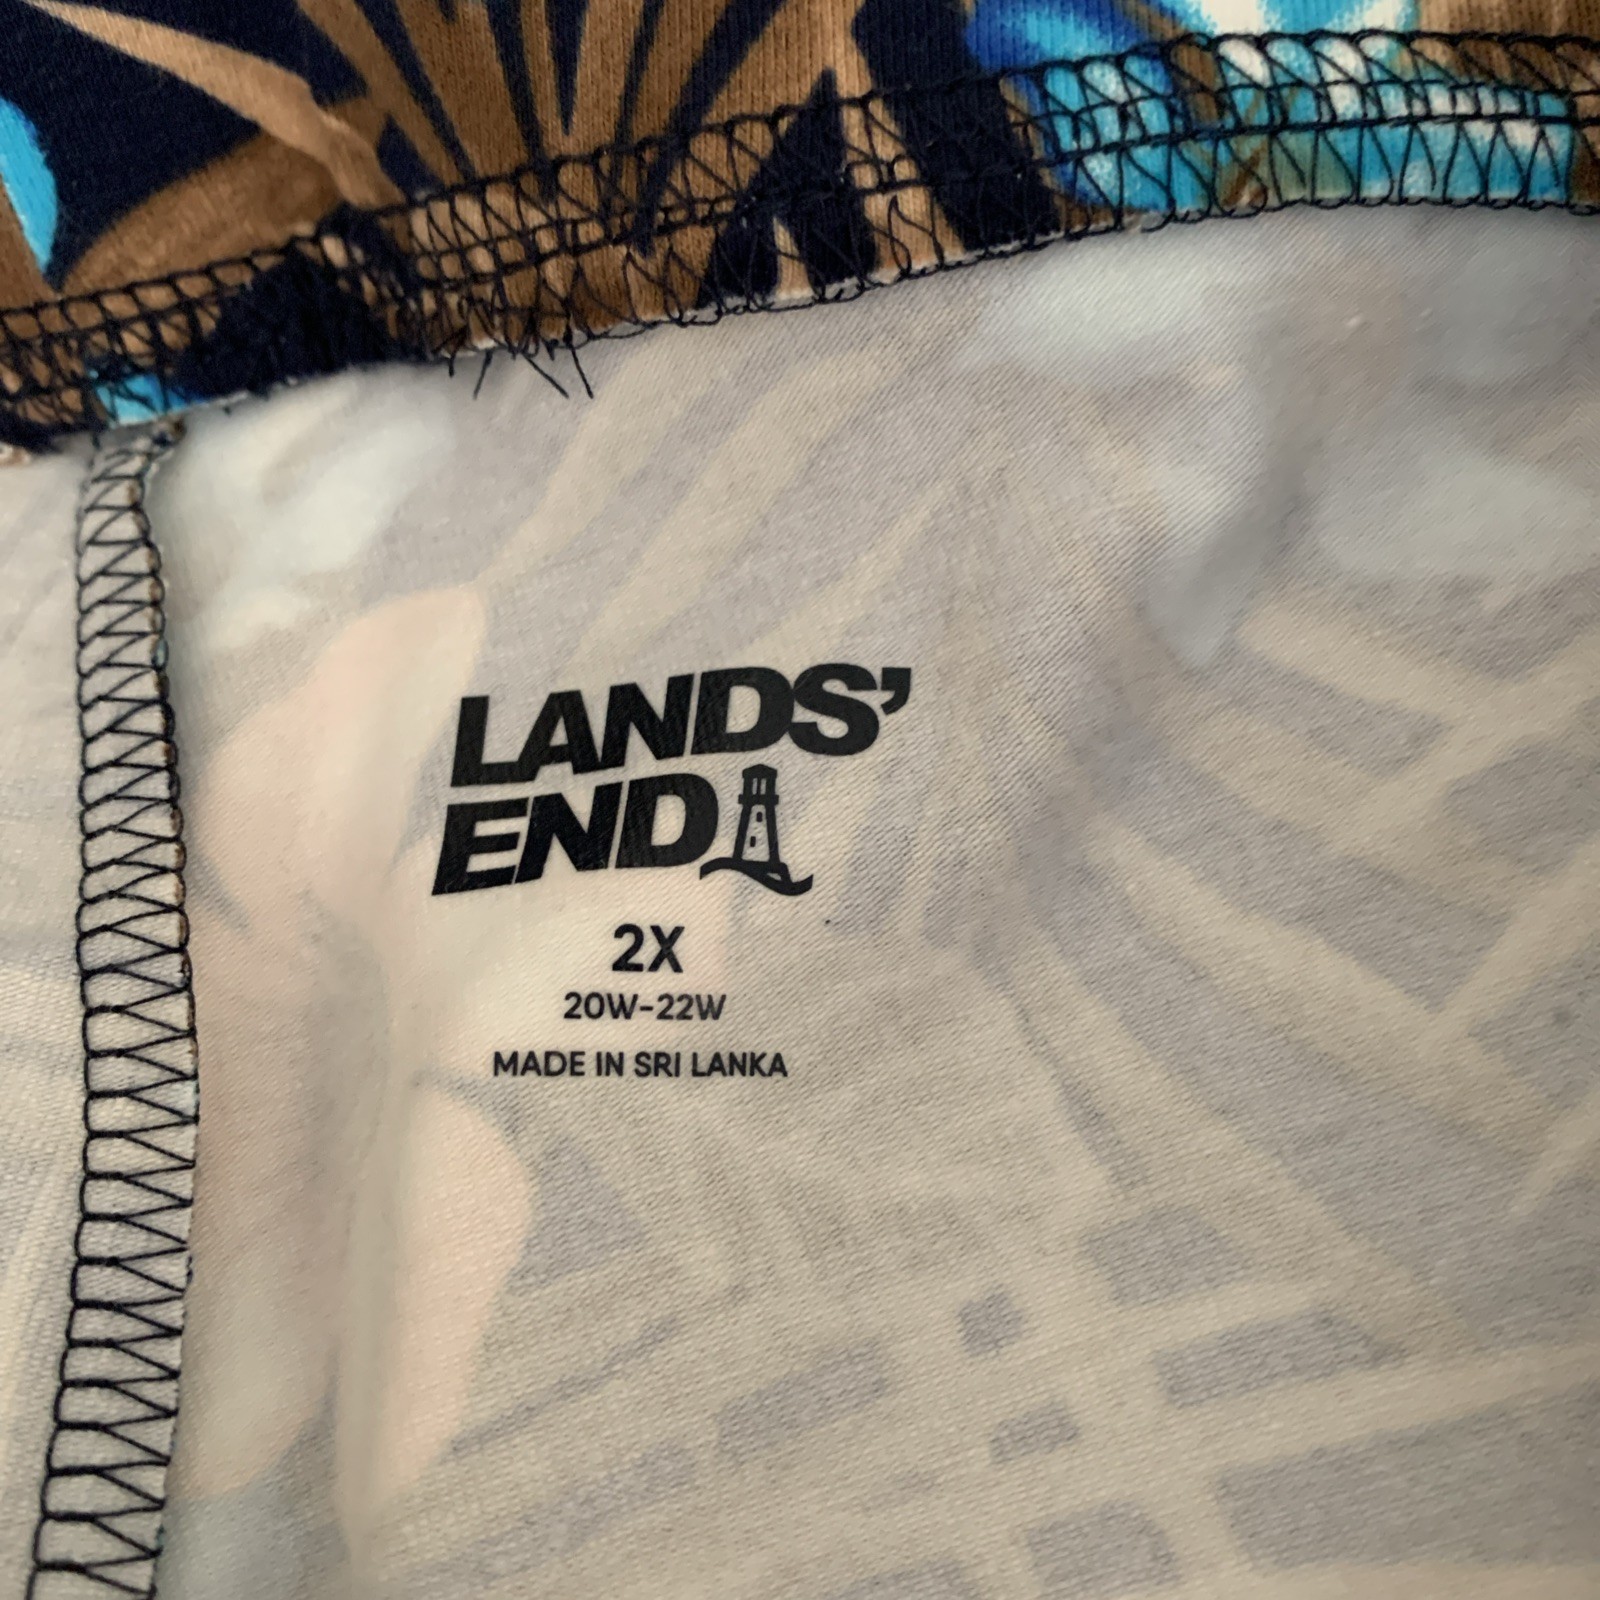 LANDS’
END
2X
20W-22W
MADE IN SRI LANKA